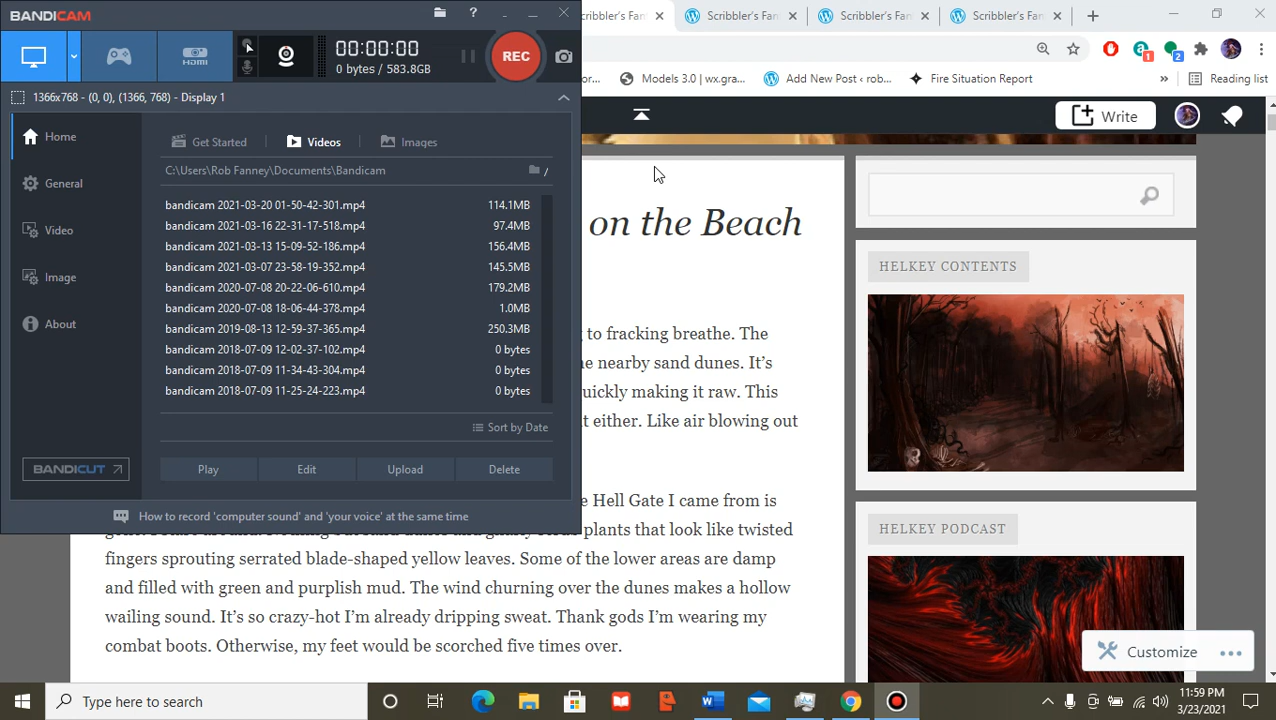 BANDICAM
?
HDMI
00:00:00
0 bytes / 583.8GB
REC
1366x768 - (0, 0), (1366, 768) - Display 1
Home
General
Video
Image
About
BANDICUT
Get Started
Videos
Images
C:\Users\Rob Fanney\Documents\Bandicam
/
bandicam 2021-03-20 01-50-42-301.mp4 114.1MB
bandicam 2021-03-16 22-31-17-518.mp4 97.4MB
bandicam 2021-03-13 15-09-52-186.mp4 156.4MB
bandicam 2021-03-07 23-58-19-352.mp4 145.5MB
bandicam 2020-07-08 20-22-06-610.mp4 179.2MB
bandicam 2020-07-08 18-06-44-378.mp4 1.0MB
bandicam 2019-08-13 12-59-37-365.mp4 250.3MB
bandicam 2018-07-09 12-02-37-102.mp4 0 bytes
bandicam 2018-07-09 11-34-43-304.mp4 0 bytes
bandicam 2018-07-09 11-25-24-223.mp4 0 bytes
Sort by Date
Play Edit Upload Delete
How to record 'computer sound' and 'your voice' at the same time
cribbler's Fan
Scribbler's Fan
Scribbler's Fan
Scribbler's Fan
1
2
or...
Models 3.0 | wx.gra...
Add New Post ‹ rob...
Fire Situation Report
»
Reading list
Write
on the Beach
to fracking breathe. The
e nearby sand dunes. It's
uickly making it raw. This
t either. Like air blowing out
e Hell Gate I came from is
plants that look like twisted
fingers sprouting serrated blade-shaped yellow leaves. Some of the lower areas are damp
and filled with green and purplish mud. The wind churning over the dunes makes a hollow
wailing sound. It's so crazy-hot I'm already dripping sweat. Thank gods I'm wearing my
combat boots. Otherwise, my feet would be scorched five times over.
HELKEY CONTENTS
HELKEY PODCAST
Customize
Type here to search
11:59 PM
3/23/2021